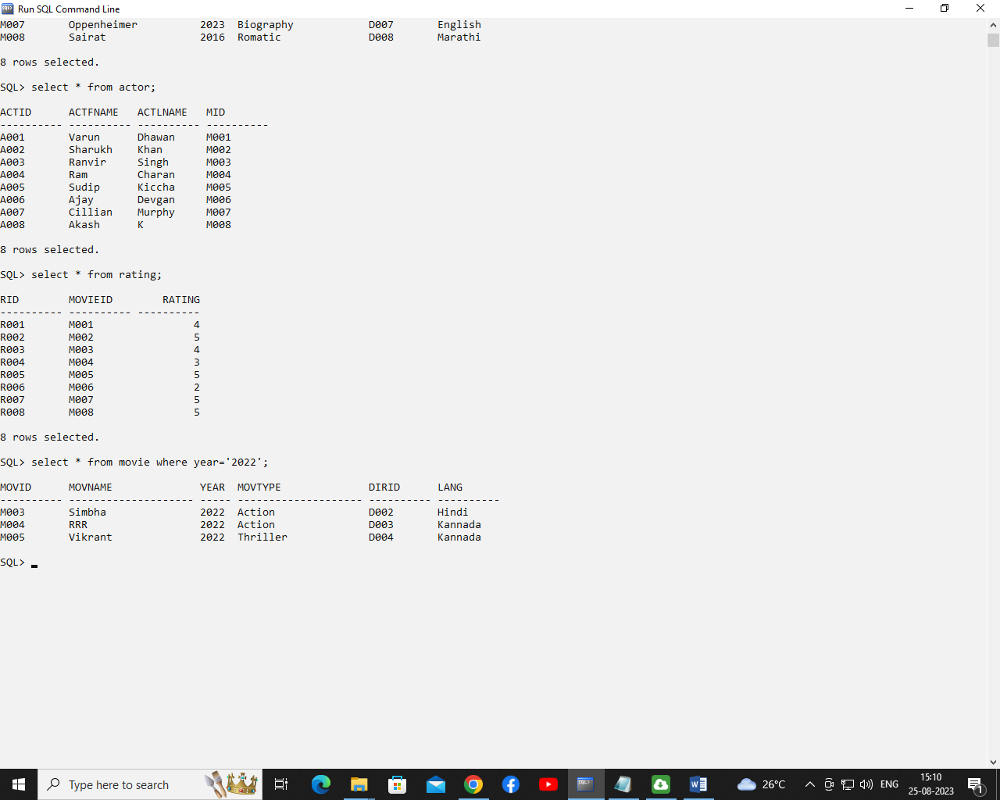 Run SQL Command Line
M007       Oppenheimer          2023  Biography            D007       English
M008       Sairat               2016  Romatic              D008       Marathi
8 rows selected.
SQL> select * from actor;
ACTID      ACTFNAME   ACTLNAME   MID
---------- ---------- ---------- ----------
A001       Varun      Dhawan     M001
A002       Sharukh    Khan       M002
A003       Ranvir     Singh      M003
A004       Ram        Charan     M004
A005       Sudip      Kiccha     M005
A006       Ajay       Devgan     M006
A007       Cillian    Murphy     M007
A008       Akash      K          M008
8 rows selected.
SQL> select * from rating;
RID        MOVIEID        RATING
---------- ---------- ----------
R001       M001                4
R002       M002                5
R003       M003                4
R004       M004                3
R005       M005                5
R006       M006                2
R007       M007                5
R008       M008                5
8 rows selected.
SQL> select * from movie where year='2022';
MOVID      MOVNAME              YEAR  MOVTYPE              DIRID      LANG
---------- -------------------- ----- -------------------- ---------- ----------
M003       Simbha               2022  Action               D002       Hindi
M004       RRR                  2022  Action               D003       Kannada
M005       Vikrant              2022  Thriller             D004       Kannada
SQL>
Type here to search
26°C
ENG
15:10
25-08-2023
1